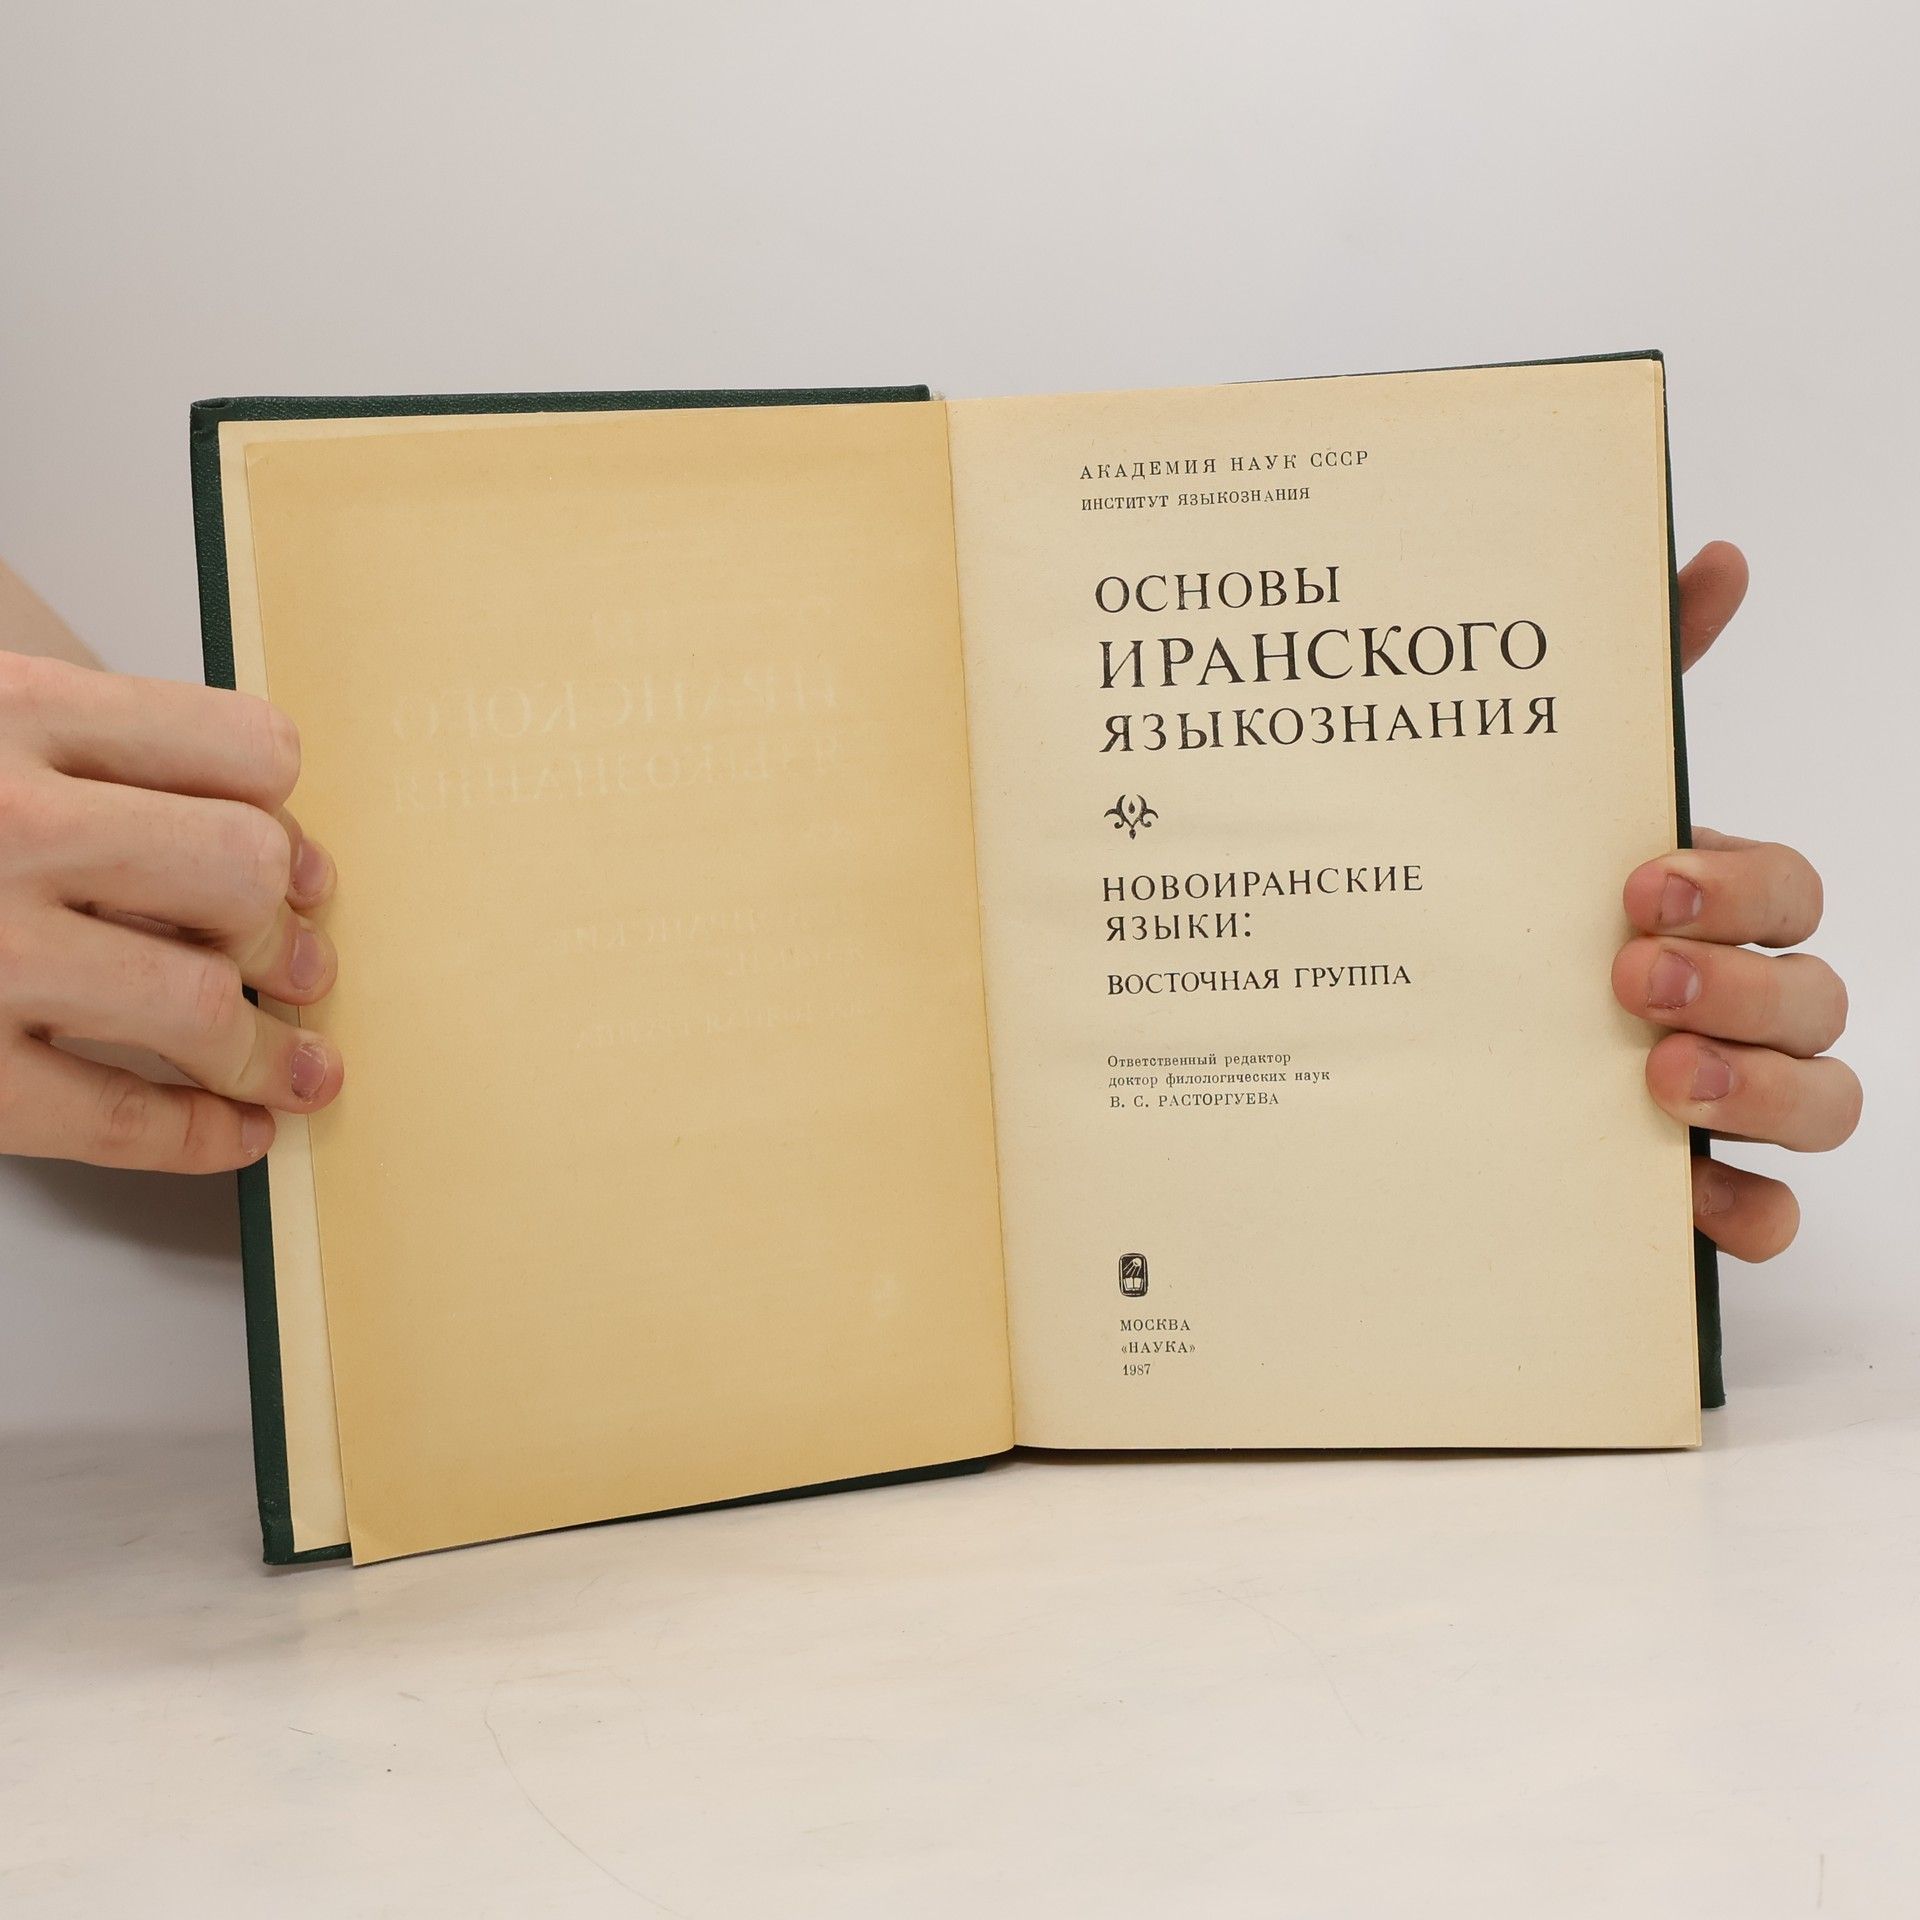 АКАДЕМИЯ НАУК СССР
ИНСТИТУТ ЯЗЫКОЗНАНИЯ
ОСНОВЫ
ИРАНСКОГО
ЯЗЫКОЗНАНИЯ
НОВОИРАНСКИЕ
ЯЗЫКИ:
ВОСТОЧНАЯ ГРУППА
Ответственный редактор
доктор филологических наук
В. С. РАСТОРГУЕВА
МОСКВА
«НАУКА»
1987